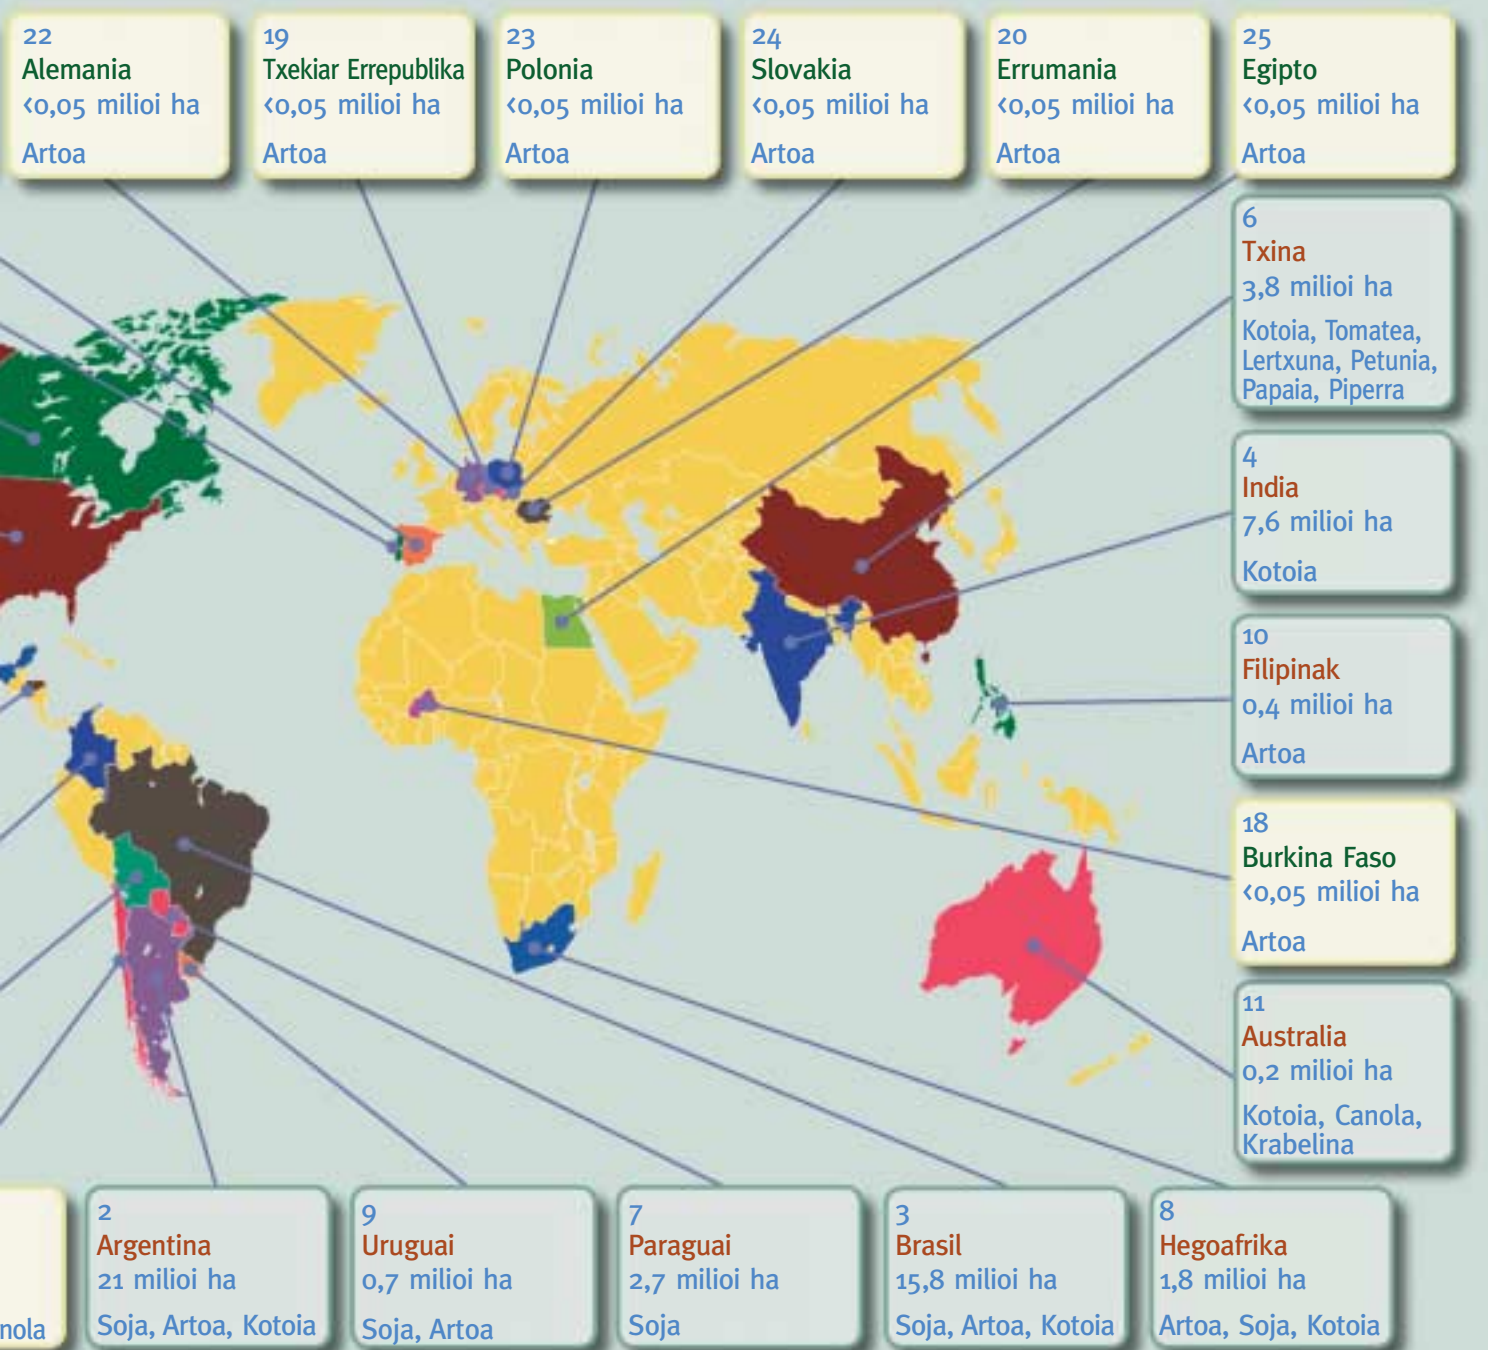 22
Alemania
<0,05 milioi ha
Artoa
19
Txekiar Errepublika
<0,05 milioi ha
Artoa
23
Polonia
<0,05 milioi ha
Artoa
24
Slovakia
<0,05 milioi ha
Artoa
20
Errumania
<0,05 milioi ha
Artoa
25
Egipto
<0,05 milioi ha
Artoa
6
Txina
3,8 milioi ha
Kotoia, Tomatea,
Lertxuna, Petunia,
Papaia, Piperra
4
India
7,6 milioi ha
Kotoia
10
Filipinak
0,4 milioi ha
Artoa
18
Burkina Faso
<0,05 milioi ha
Artoa
11
Australia
0,2 milioi ha
Kotoia, Canola,
Krabelina
nola
2
Argentina
21 milioi ha
Soja, Artoa, Kotoia
9
Uruguai
0,7 milioi ha
Soja, Artoa
7
Paraguai
2,7 milioi ha
Soja
3
Brasil
15,8 milioi ha
Soja, Artoa, Kotoia
8
Hegoafrika
1,8 milioi ha
Artoa, Soja, Kotoia